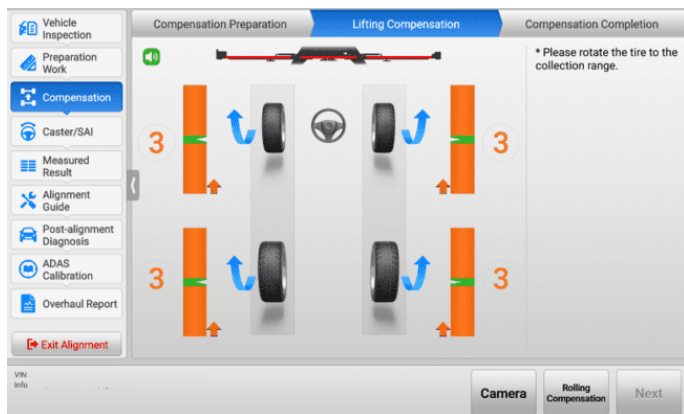 Vehicle
Inspection
Preparation
Work
Compensation
Caster/SAI
Measured
Result
Alignment
Guide
Post-alignment
Diagnosis
ADAS
Calibration
Overhaul Report
Exit Alignment
Compensation Preparation
Lifting Compensation
Compensation Completion
* Please rotate the tire to the
collection range.
3
3
3
3
VIN
Info
Camera
Rolling
Compensation
Next